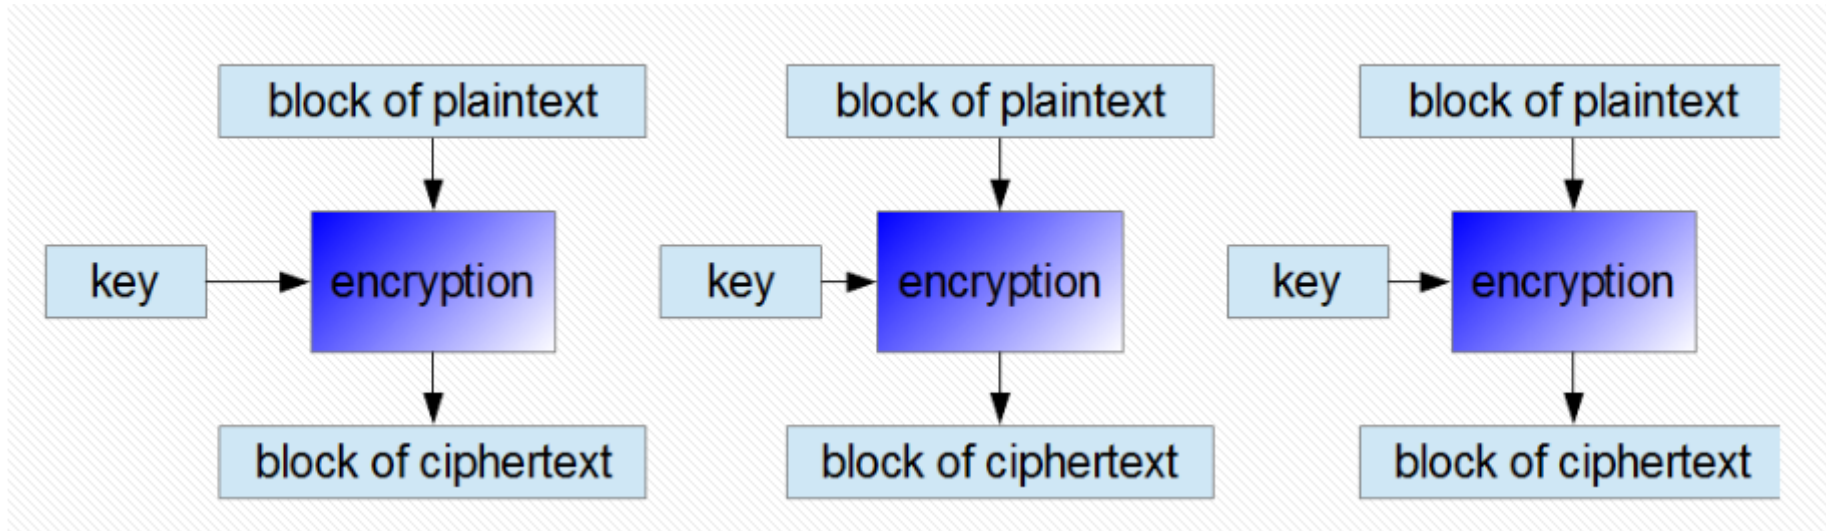 block of plaintext block of plaintext block of plaintext
key encryption key encryption key encryption
block of ciphertext block of ciphertext block of ciphertext